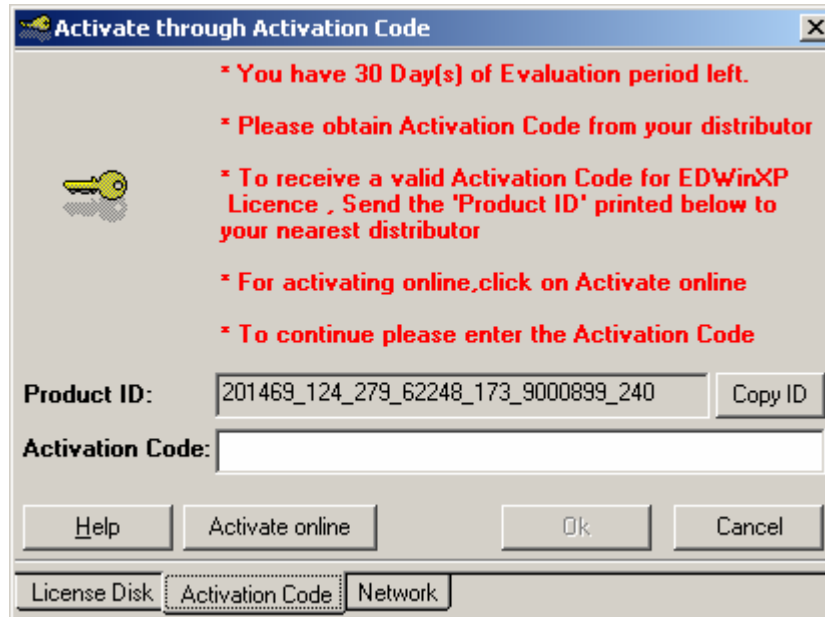 Activate through Activation Code
* You have 30 Day(s) of Evaluation period left.
* Please obtain Activation Code from your distributor
* To receive a valid Activation Code for EDWinXP
Licence , Send the 'Product ID' printed below to
your nearest distributor
* For activating online,click on Activate online
* To continue please enter the Activation Code
Product ID: 201469_124_279_62248_173_9000899_240 Copy ID
Activation Code:
Help Activate online Ok Cancel
License Disk Activation Code Network